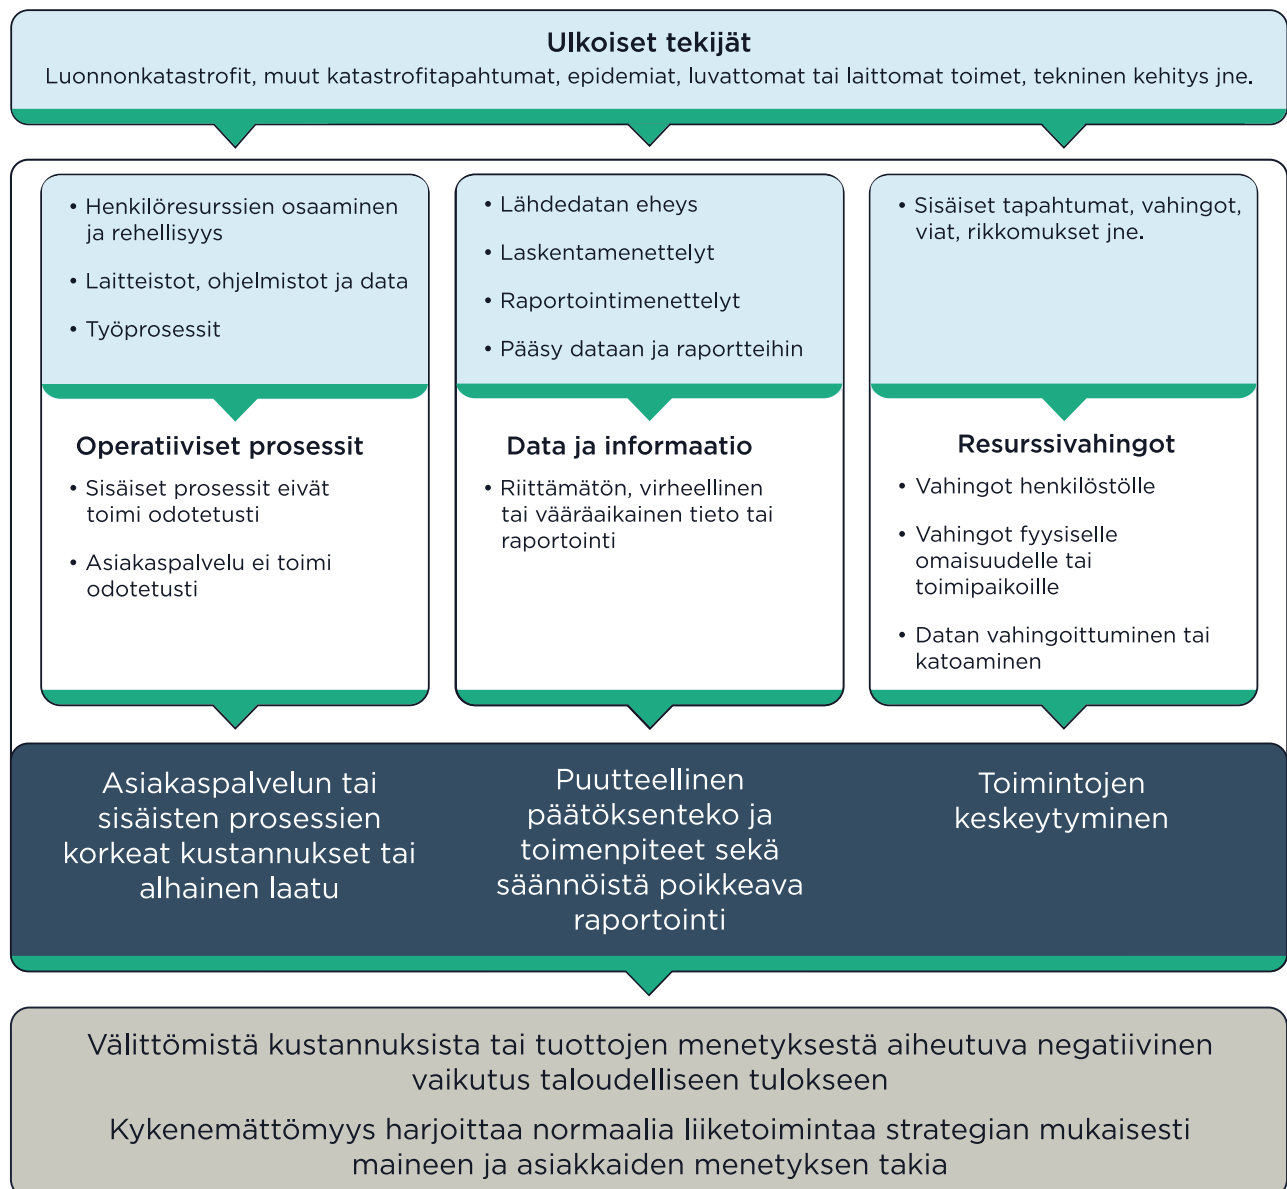 Ulkoiset tekijät
Luonnonkatastrofit, muut katastrofitapahtumat, epidemiat, luvattomat tai laittomat toimet, tekninen kehitys jne.
• Henkilöresurssien osaaminen
ja rehellisyys
• Laitteistot, ohjelmistot ja data
• Työprosessit
Operatiiviset prosessit
• Sisäiset prosessit eivät
toimi odotetusti
• Asiakaspalvelu ei toimi
odotetusti
• Lähdedatan eheys
• Laskentamenettelyt
• Raportointimenettelyt
• Pääsy dataan ja raportteihin
Data ja informaatio
• Riittämätön, virheellinen
tai vääräaikainen tieto tai
raportointi
• Sisäiset tapahtumat, vahingot,
viat, rikkomukset jne.
Resurssivahingot
• Vahingot henkilöstölle
• Vahingot fyysiselle
omaisuudelle tai
toimipaikoille
• Datan vahingoittuminen tai
katoaminen
Asiakaspalvelun tai
sisäisten prosessien
korkeat kustannukset tai
alhainen laatu
Puutteellinen
päätöksenteko ja
toimenpiteet sekä
säännöistä poikkeava
raportointi
Toimintojen
keskeytyminen
Välittömistä kustannuksista tai tuottojen menetyksestä aiheutuva negatiivinen
vaikutus taloudelliseen tulokseen
Kykenemättömyys harjoittaa normaalia liiketoimintaa strategian mukaisesti
maineen ja asiakkaiden menetyksen takia